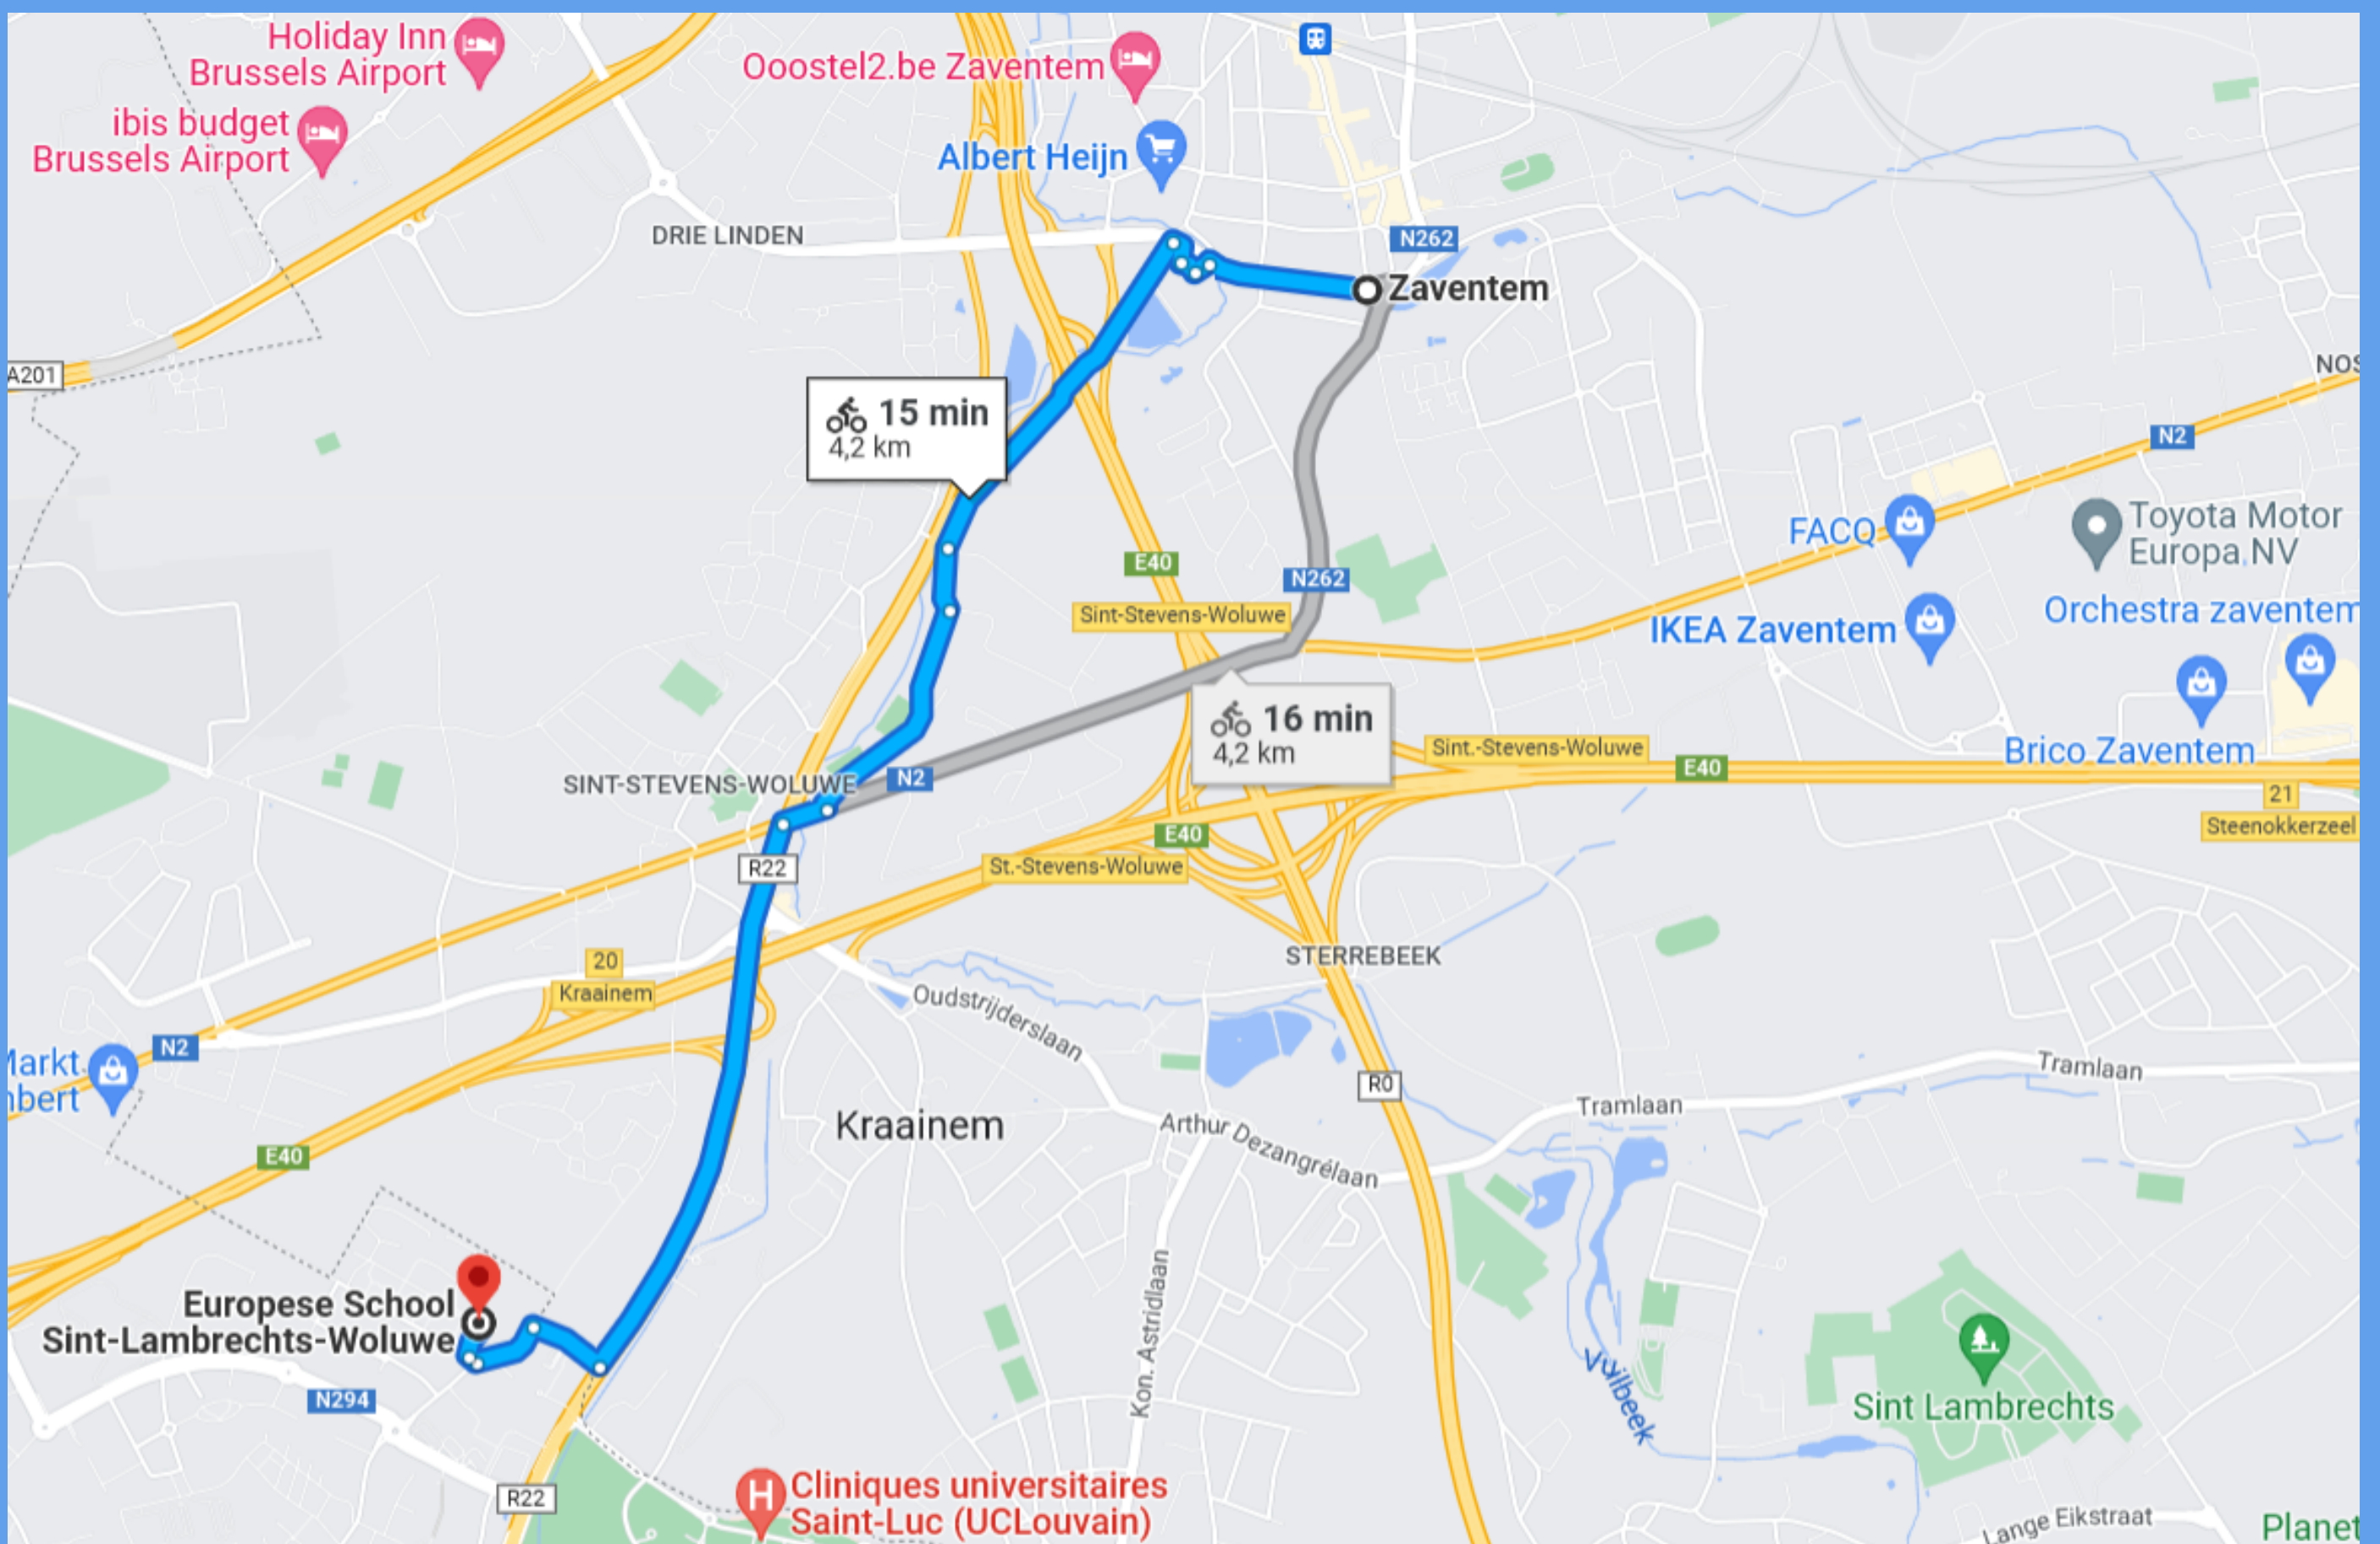 Holiday Inn
Brussels Airport
ibis budget
Brussels Airport
Ooostel2.be Zaventem
Albert Heijn
DRIE LINDEN
N262
Zaventem
A201
NOS
15 min
4,2 km
N2
FACQ
Toyota Motor
Europa.NV
E40
N262
Sint-Stevens-Woluwe
IKEA Zaventem
Orchestra zaventem
16 min
4,2 km
Sint.-Stevens-Woluwe
E40
Brico Zaventem
SINT-STEVENS-WOLUWE
N2
21
Steenokkerzeel
E40
R22
St.-Stevens-Woluwe
STERREBEEK
20
Kraainem
Oudstrijderslaan
N2
Markt
mbert
R0
Tramlaan
Tramlaan
Kraainem
Arthur Dezangrélaan
E40
Europese School
Sint-Lambrechts-Woluwe
Kon. Astridlaan
N294
Vuilbeek
Sint Lambrechts
R22
Cliniques universitaires
Saint-Luc (UCLouvain)
Lange Eikstraat
Planet